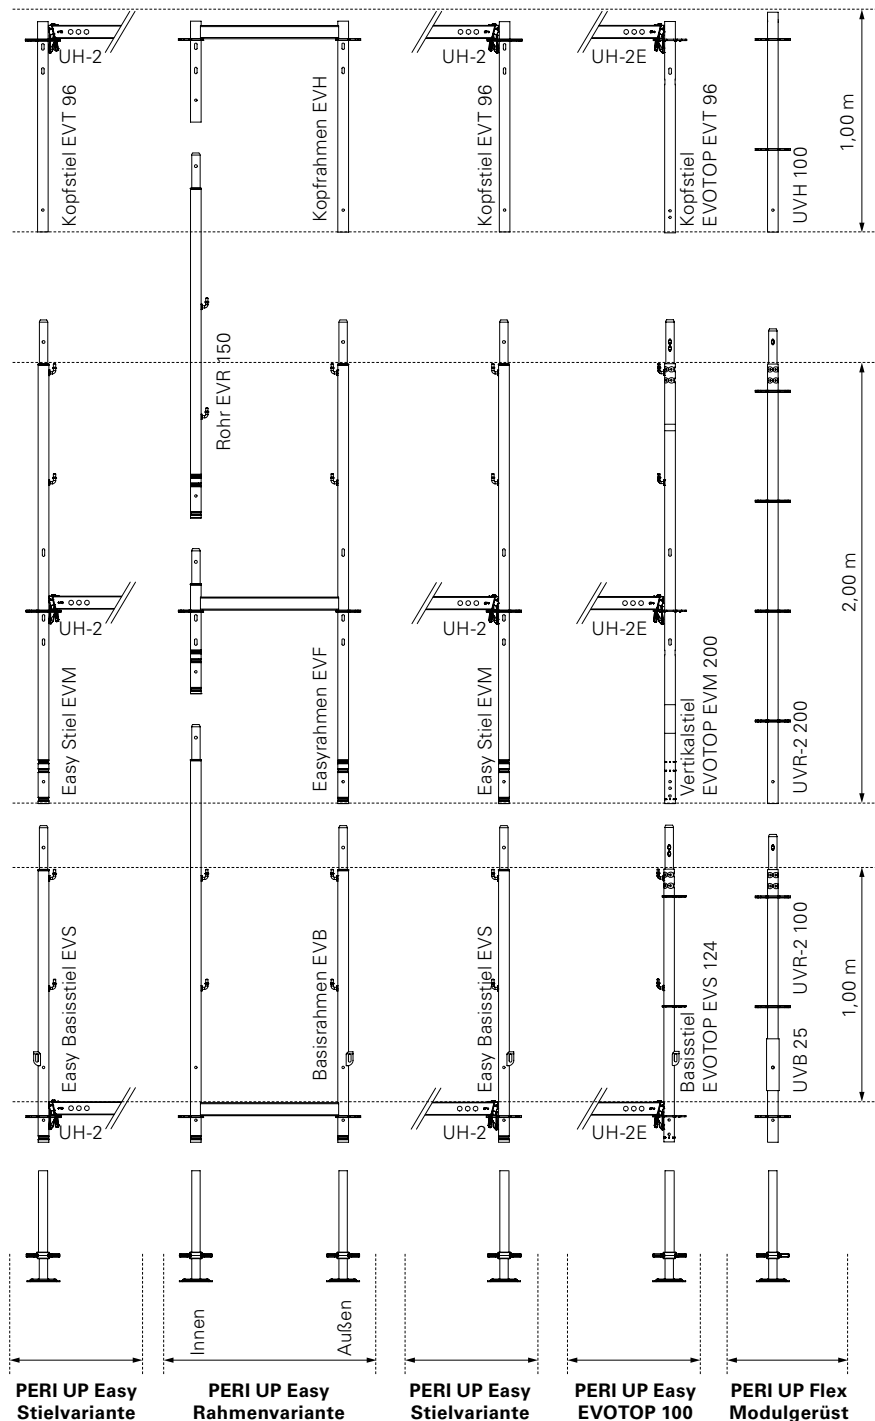 UH-2
UH-2
UH-2E
Kopfstiel EVT 96
Kopfrahmen EVH
Kopfstiel EVT 96
Kopfstiel
EVOTOP EVT 96
UVH 100
1,00 m
Rohr EVR 150
2,00 m
UH-2
UH-2
UH-2E
Easy Stiel EVM
Easyrahmen EVF
Easy Stiel EVM
Vertikalstiel
EVOTOP EVM 200
UVR-2 200
Easy Basisstiel EVS
Basisrahmen EVB
Easy Basisstiel EVS
Basisstiel
EVOTOP EVS 124
UVR-2 100
UVB 25
1,00 m
UH-2
UH-2
UH-2E
Innen
Außen
PERI UP Easy
Stielvariante
PERI UP Easy
Rahmenvariante
PERI UP Easy
Stielvariante
PERI UP Easy
EVOTOP 100
PERI UP Flex
Modulgerüst